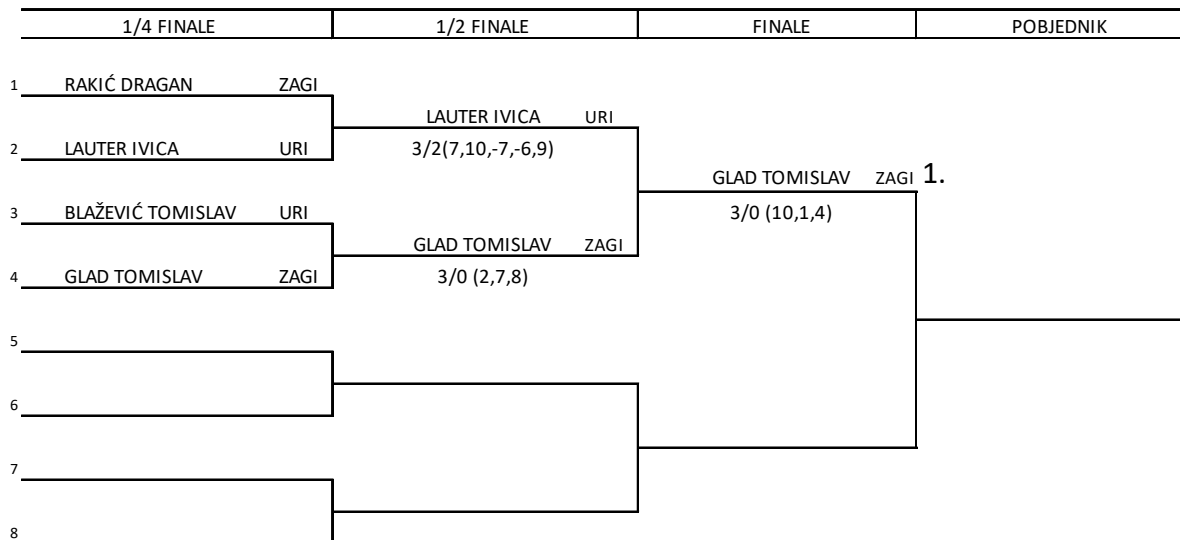 1/4 FINALE 1/2 FINALE FINALE POBJEDNIK
1 RAKIĆ DRAGAN ZAGI
LAUTER IVICA URI
2 LAUTER IVICA URI 3/2(7,10,-7,-6,9)
GLAD TOMISLAV ZAGI 1.
3 BLAŽEVIĆ TOMISLAV URI 3/0 (10,1,4)
GLAD TOMISLAV ZAGI
4 GLAD TOMISLAV ZAGI 3/0 (2,7,8)
5
6
7
8